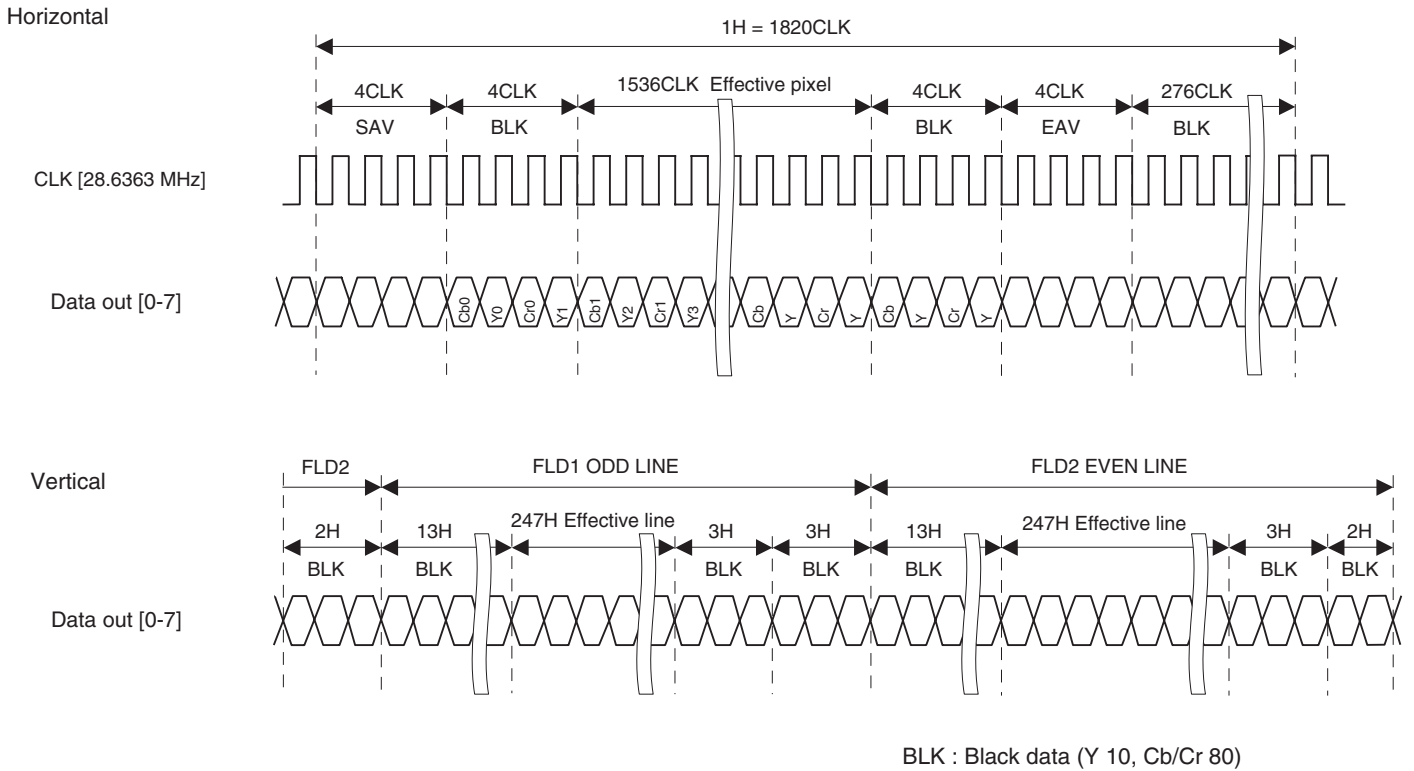 Horizontal
1H = 1820CLK
4CLK 4CLK 1536CLK Effective pixel 4CLK 4CLK 276CLK
SAV BLK BLK EAV BLK
CLK [28.6363 MHz]
Data out [0-7]
Cb0 Y0 Cr0 Y1 Cb1 Y2 Cr1 Y3 Cb Y Cr Y Cb Y Cr Y
Vertical
FLD2 FLD1 ODD LINE FLD2 EVEN LINE
2H 13H 247H Effective line 3H 3H 13H 247H Effective line 3H 2H
BLK BLK BLK BLK BLK BLK BLK
Data out [0-7]
BLK : Black data (Y 10, Cb/Cr 80)